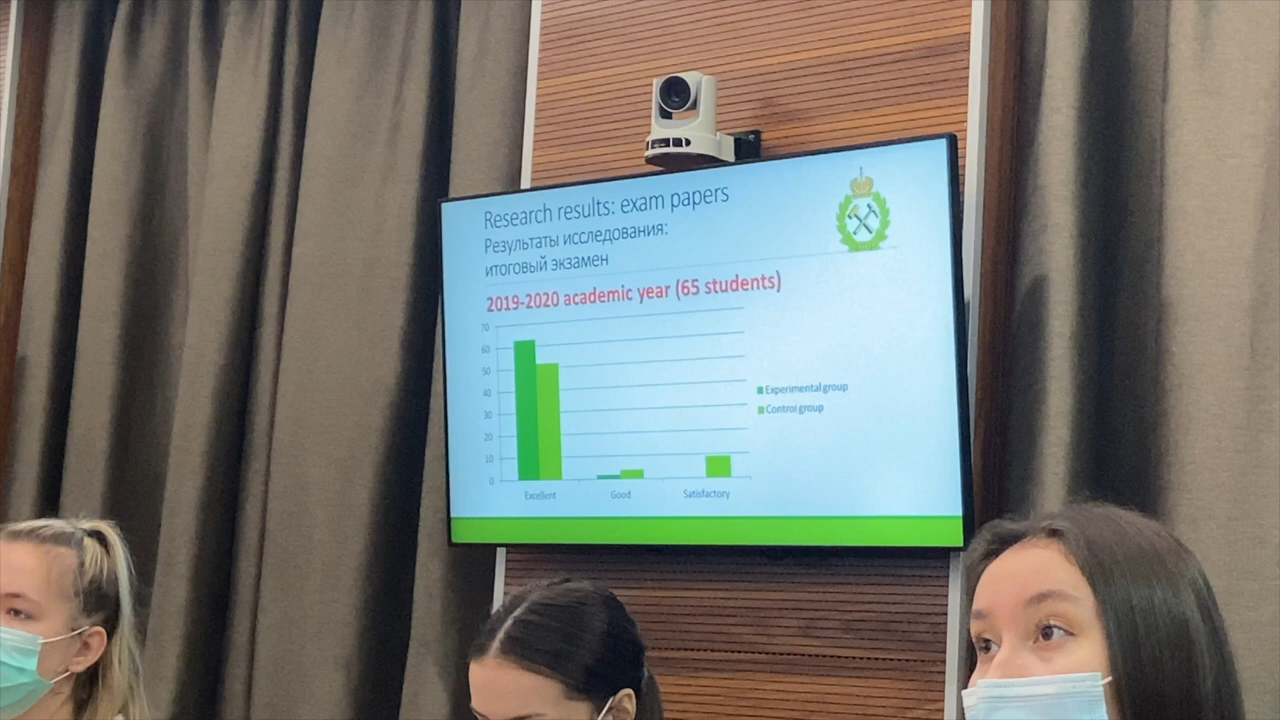 Research results: exam papers
Результаты исследования:
итоговый экзамен
2019-2020 academic year (65 students)
70
60
50
40
30
20
10
0
Excellent
Good
Satisfactory
Experimental group
Control group